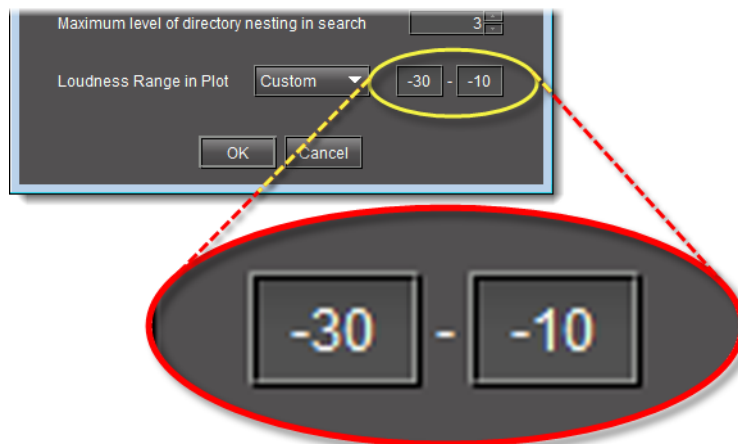 Maximum level of directory nesting in search 3
Loudness Range in Plot Custom -30 - -10
OK Cancel
-30 - -10